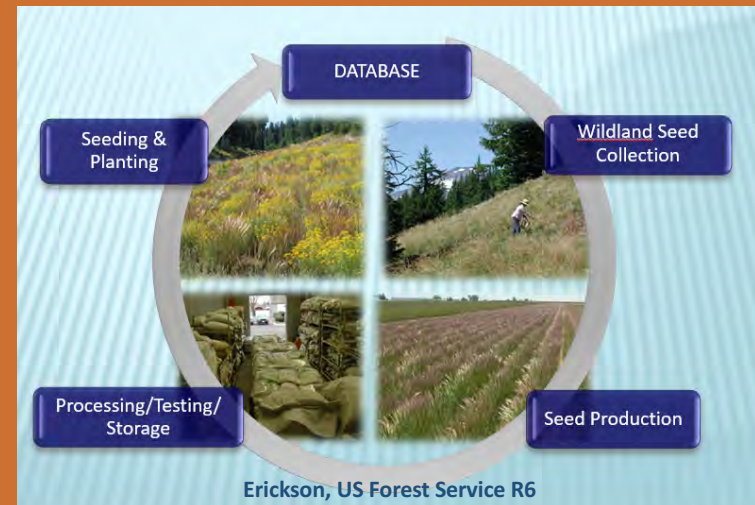 DATABASE
Wildland Seed
Collection
Seed Production
Processing/Testing/
Storage
Seeding &
Planting
Erickson, US Forest Service R6